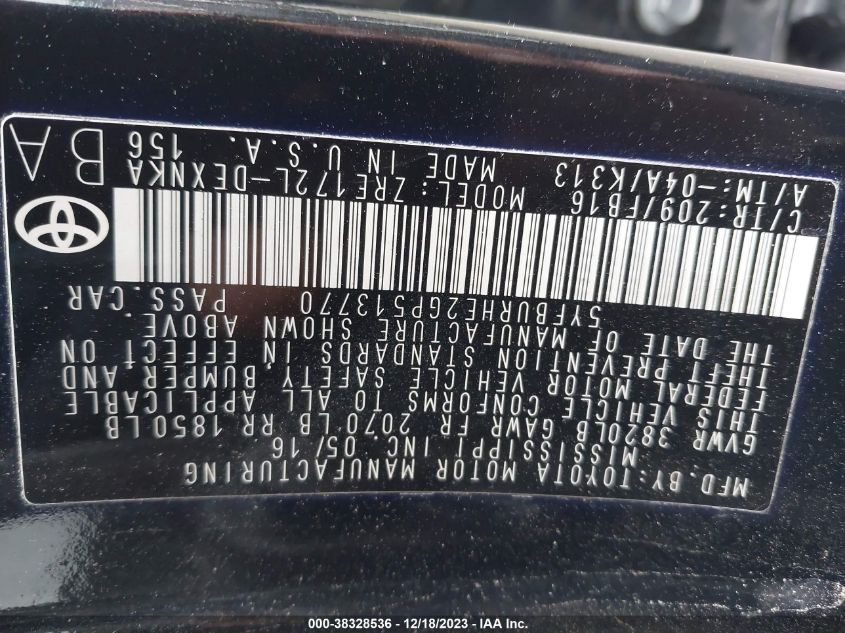 MFD. BY: TOYOTA MOTOR MANUFACTURING
MISSISSIPPI INC. 05/16
GVWR 3820LB GAWR FR 2070LB RR 1850LB
THIS VEHICLE CONFORMS TO ALL APPLICABLE
FEDERAL MOTOR VEHICLE SAFETY BUMPER AND
THEFT PREVENTION STANDARDS IN EFFECT ON
THE DATE OF MANUFACTURE SHOWN ABOVE.
5YFBURHE2GP513770 PASS.CAR
C/TR:209/FB16 MODEL:ZRE172L-DEXNKA
A/TM:-04A/K313 MADE IN U.S.A. 156
BA
000-38328536 - 12/18/2023 - IAA Inc.